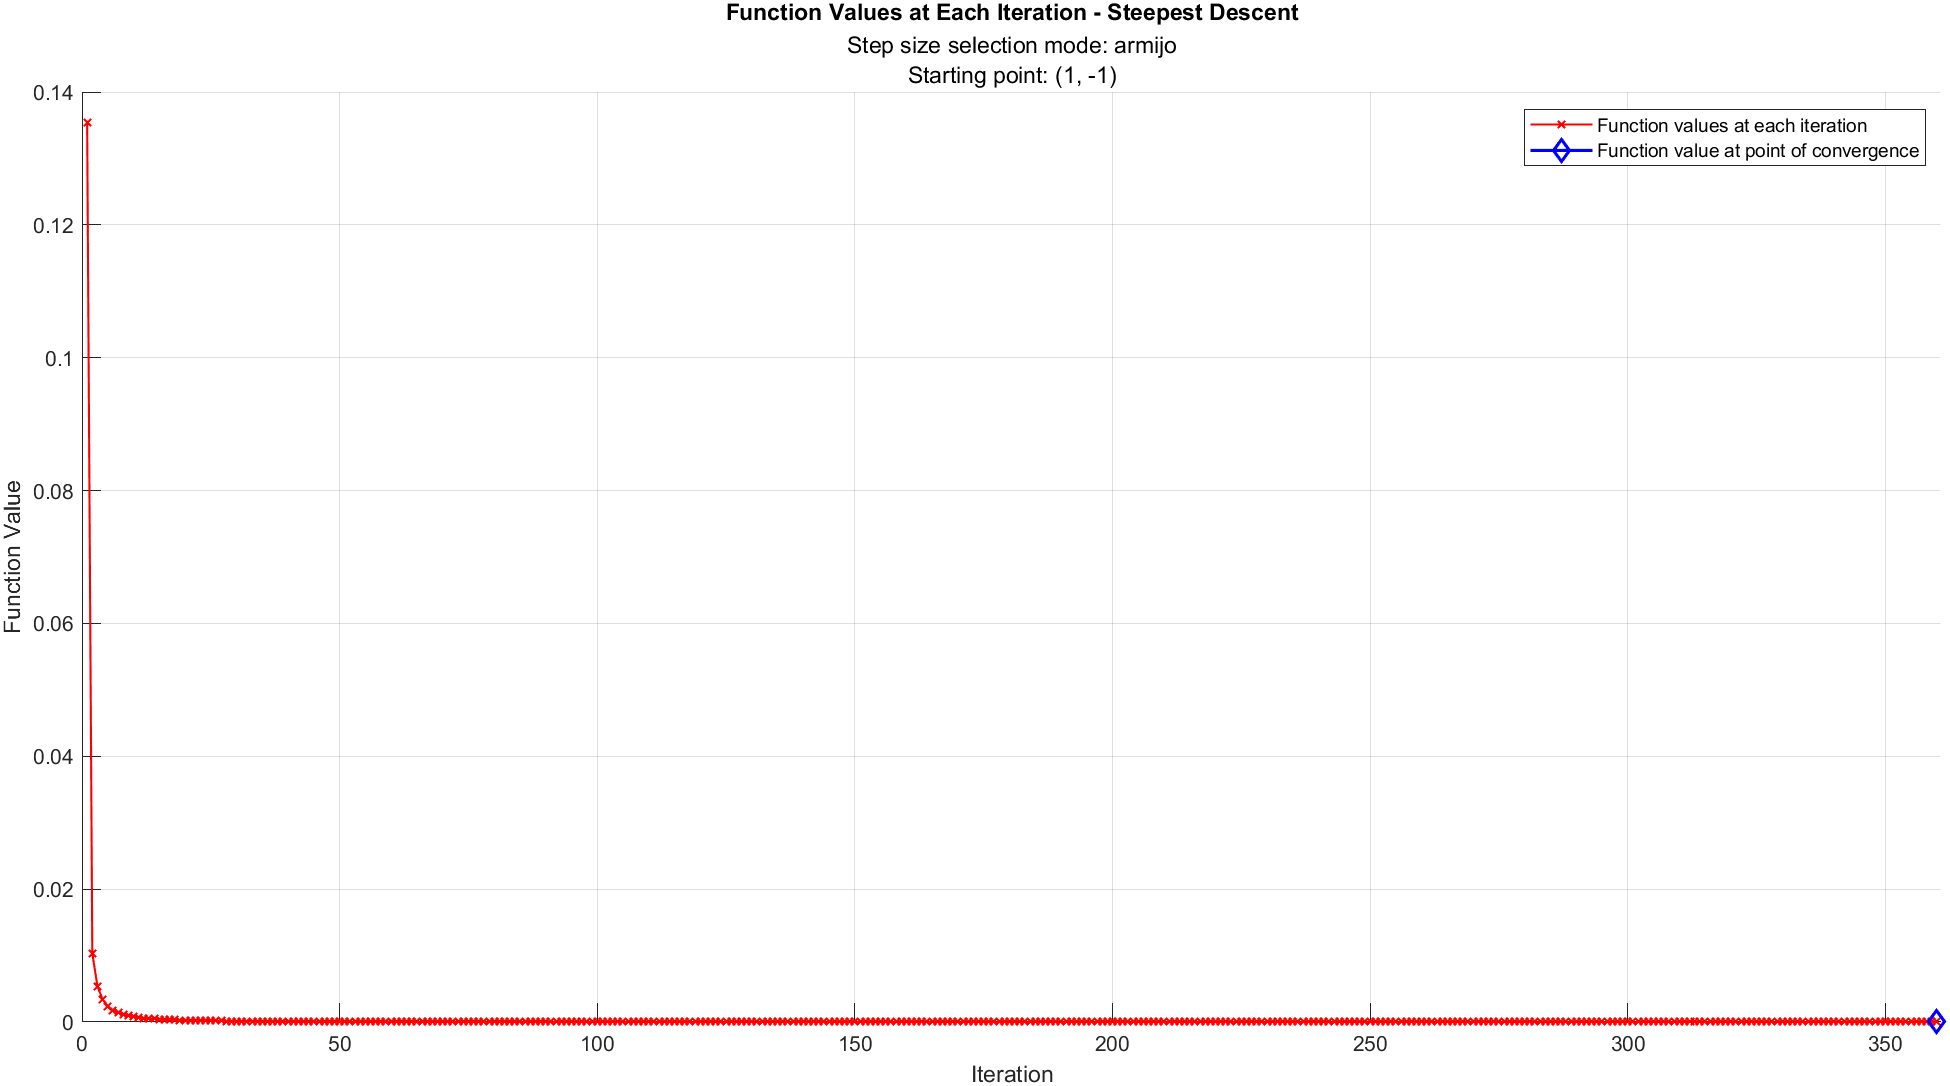 Function Values at Each Iteration - Steepest Descent
Step size selection mode: armijo
Starting point: (1, -1)
Function values at each iteration
Function value at point of convergence
0.14
0.12
0.1
0.08
0.06
0.04
0.02
0
Function Value
0 50 100 150 200 250 300 350
Iteration